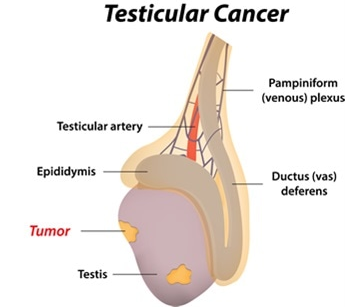 Testicular Cancer
Pampiniform
(venous) plexus
Testicular artery
Epididymis
Ductus (vas)
deferens
Tumor
Testis